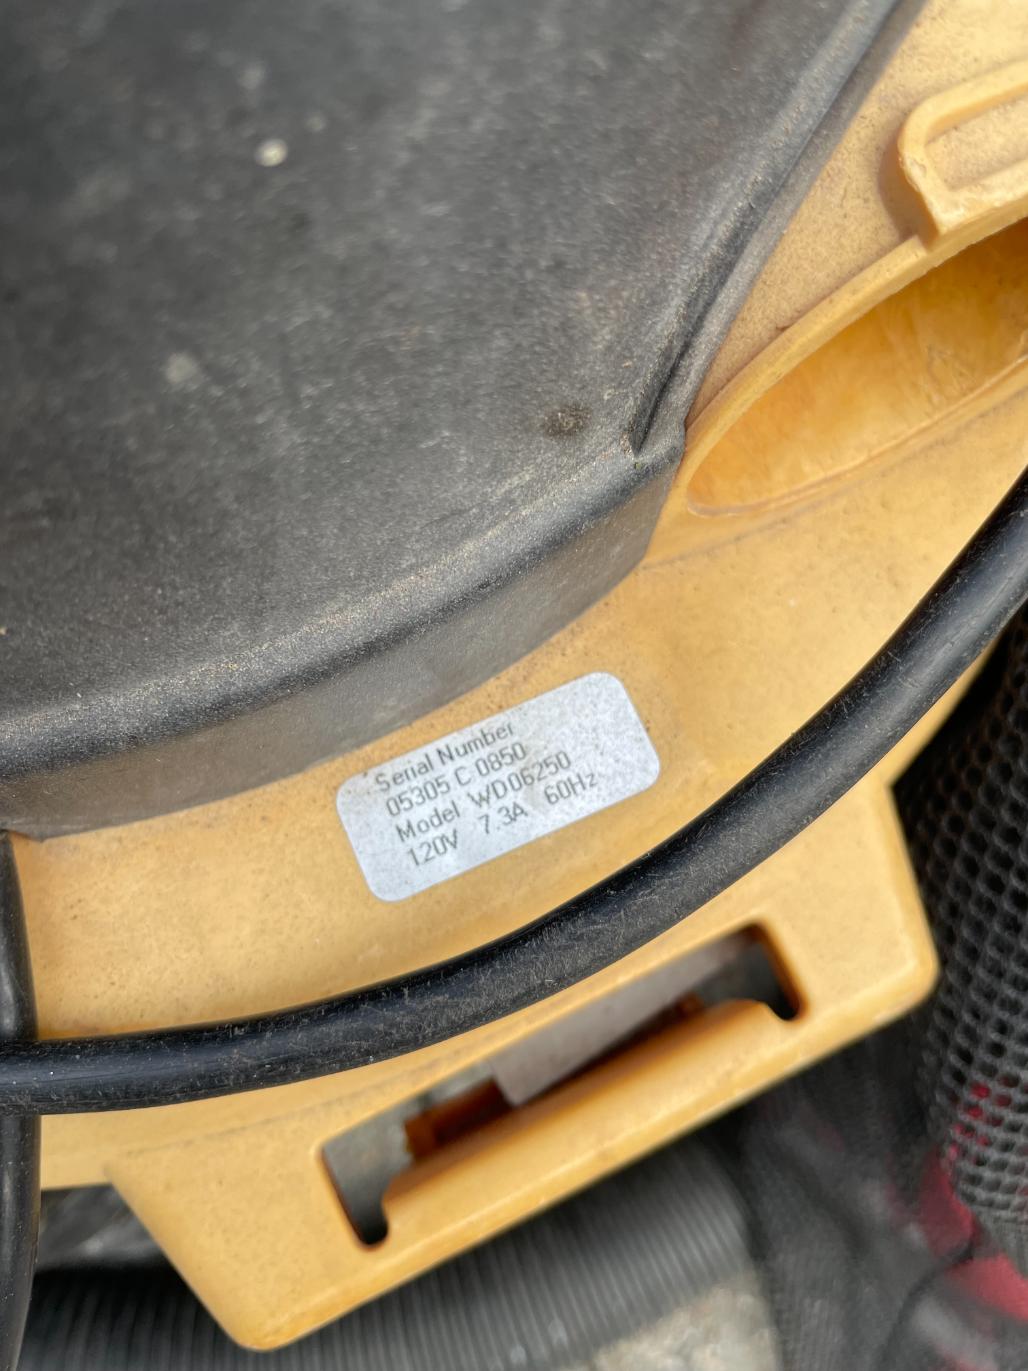 Serial Number
05305 C 0850
Model WD06250
120V 7.3A 60Hz